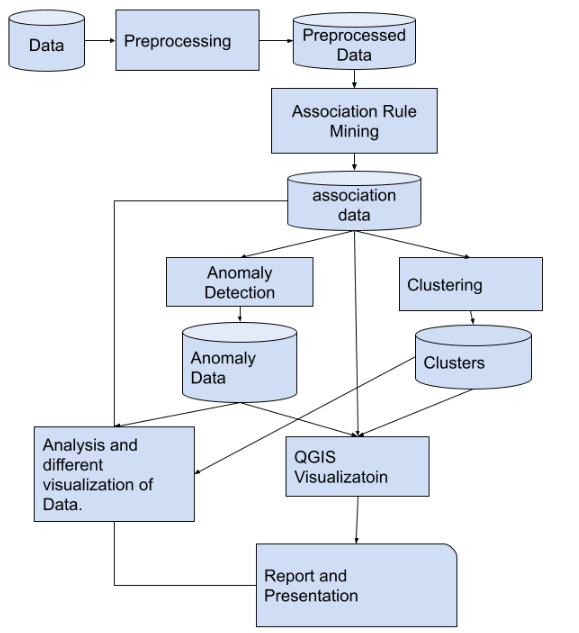 Data
Preprocessing
Preprocessed
Data
Association Rule
Mining
association
data
Anomaly
Detection
Clustering
Anomaly
Data
Clusters
Analysis and
different
visualization of
Data.
QGIS
Visualizatoin
Report and
Presentation